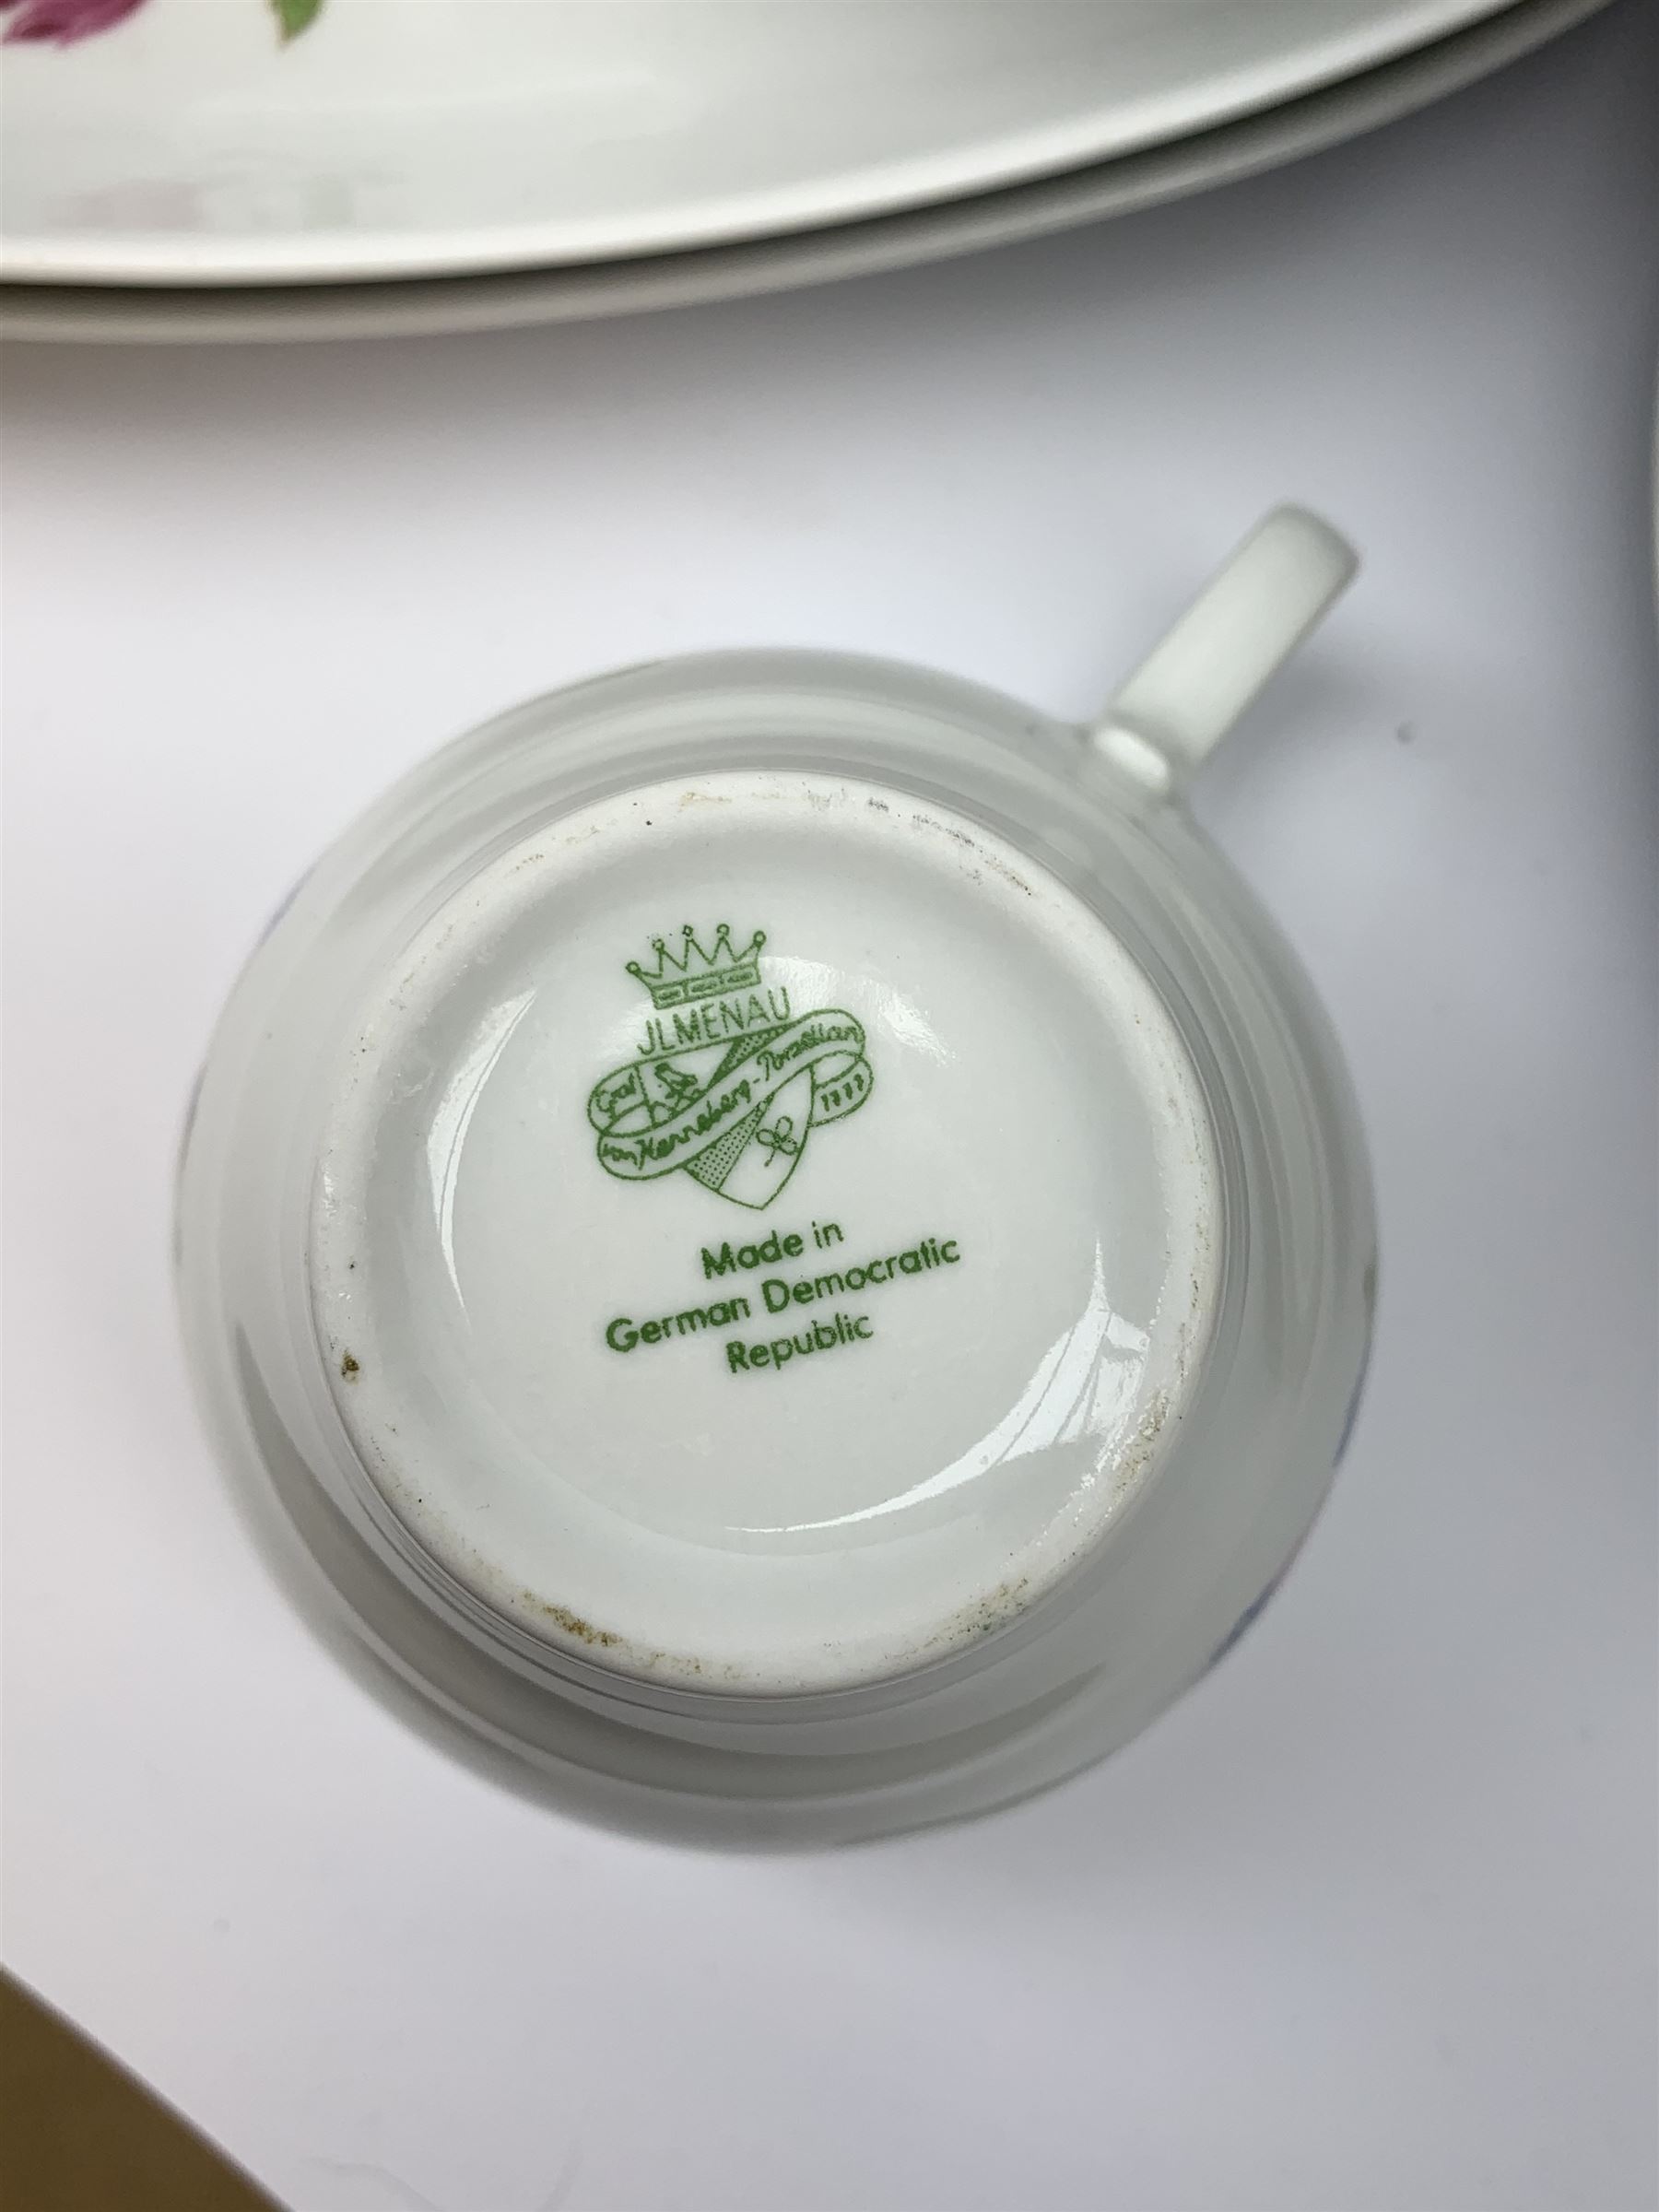 JLMENAU
Graf
von Henneberg-Porzellan
1777
Made in
German Democratic
Republic